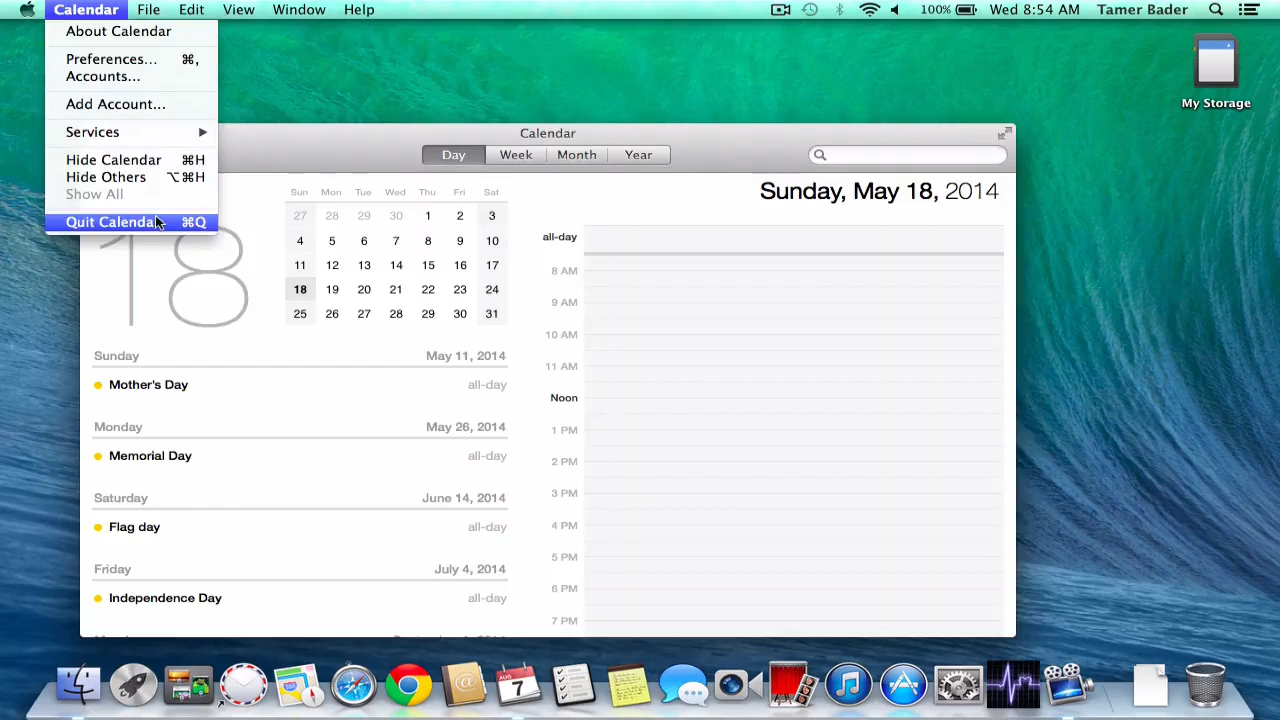 Calendar File Edit View Window Help 100% Wed 8:54 AM Tamer Bader
About Calendar
Preferences... ⌘,
Accounts...
Add Account...
Services
Hide Calendar ⌘H
Hide Others ⌥⌘H
Show All
Quit Calendar ⌘Q
My Storage
Calendar
Day Week Month Year
18
Sun Mon Tue Wed Thu Fri Sat
27 28 29 30 1 2 3
4 5 6 7 8 9 10
11 12 13 14 15 16 17
18 19 20 21 22 23 24
25 26 27 28 29 30 31
Sunday May 11, 2014
Mother's Day all-day
Monday May 26, 2014
Memorial Day all-day
Saturday June 14, 2014
Flag day all-day
Friday July 4, 2014
Independence Day all-day
Sunday, May 18, 2014
all-day
8 AM
9 AM
10 AM
11 AM
Noon
1 PM
2 PM
3 PM
4 PM
5 PM
6 PM
7 PM
AUG
7